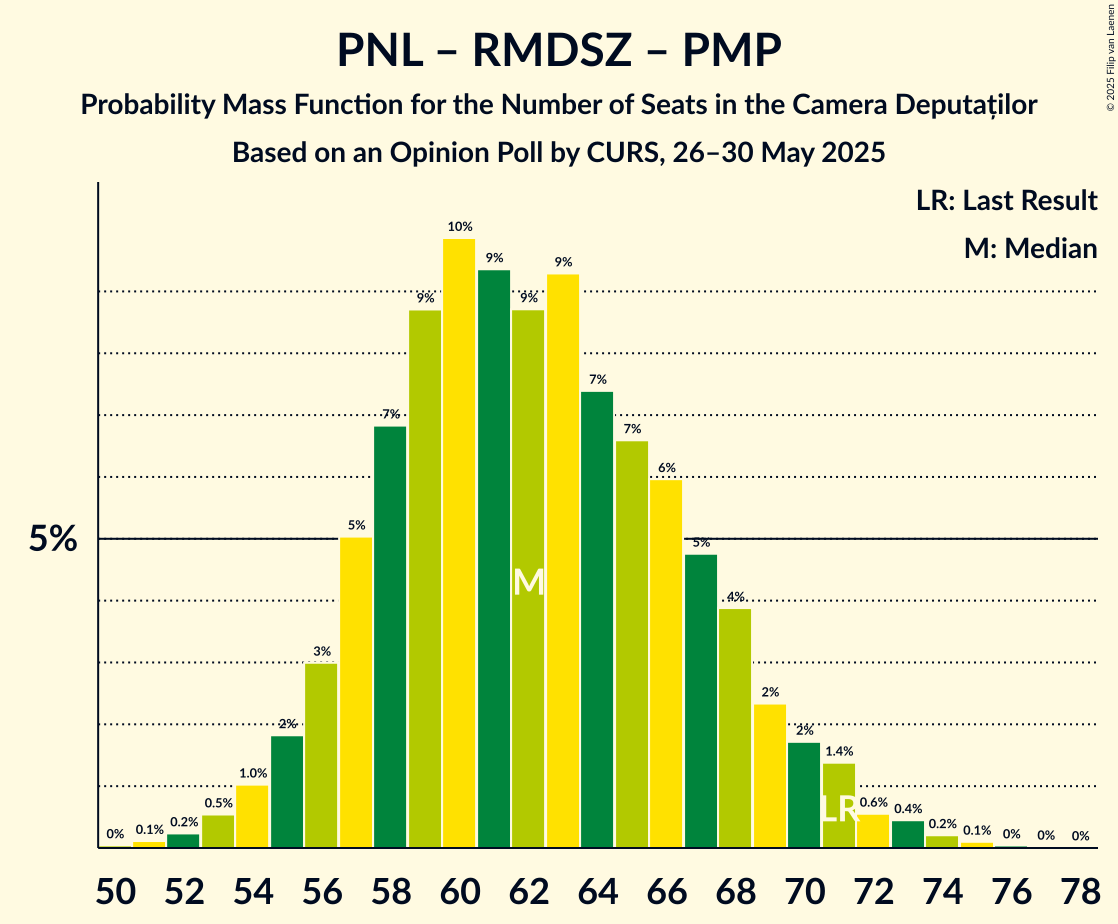 PNL – RMDSZ – PMP
Probability Mass Function for the Number of Seats in the Camera Deputaților
Based on an Opinion Poll by CURS, 26–30 May 2025
© 2025 Filip van Laenen
LR: Last Result
M: Median
5%
0% 0.1% 0.2% 0.5% 1.0% 2% 3% 5% 7% 9% 10% 9% 9% 9% 7% 7% 6% 5% 4% 2% 2% 1.4% 0.6% 0.4% 0.2% 0.1% 0% 0% 0%
M
LR
50 52 54 56 58 60 62 64 66 68 70 72 74 76 78